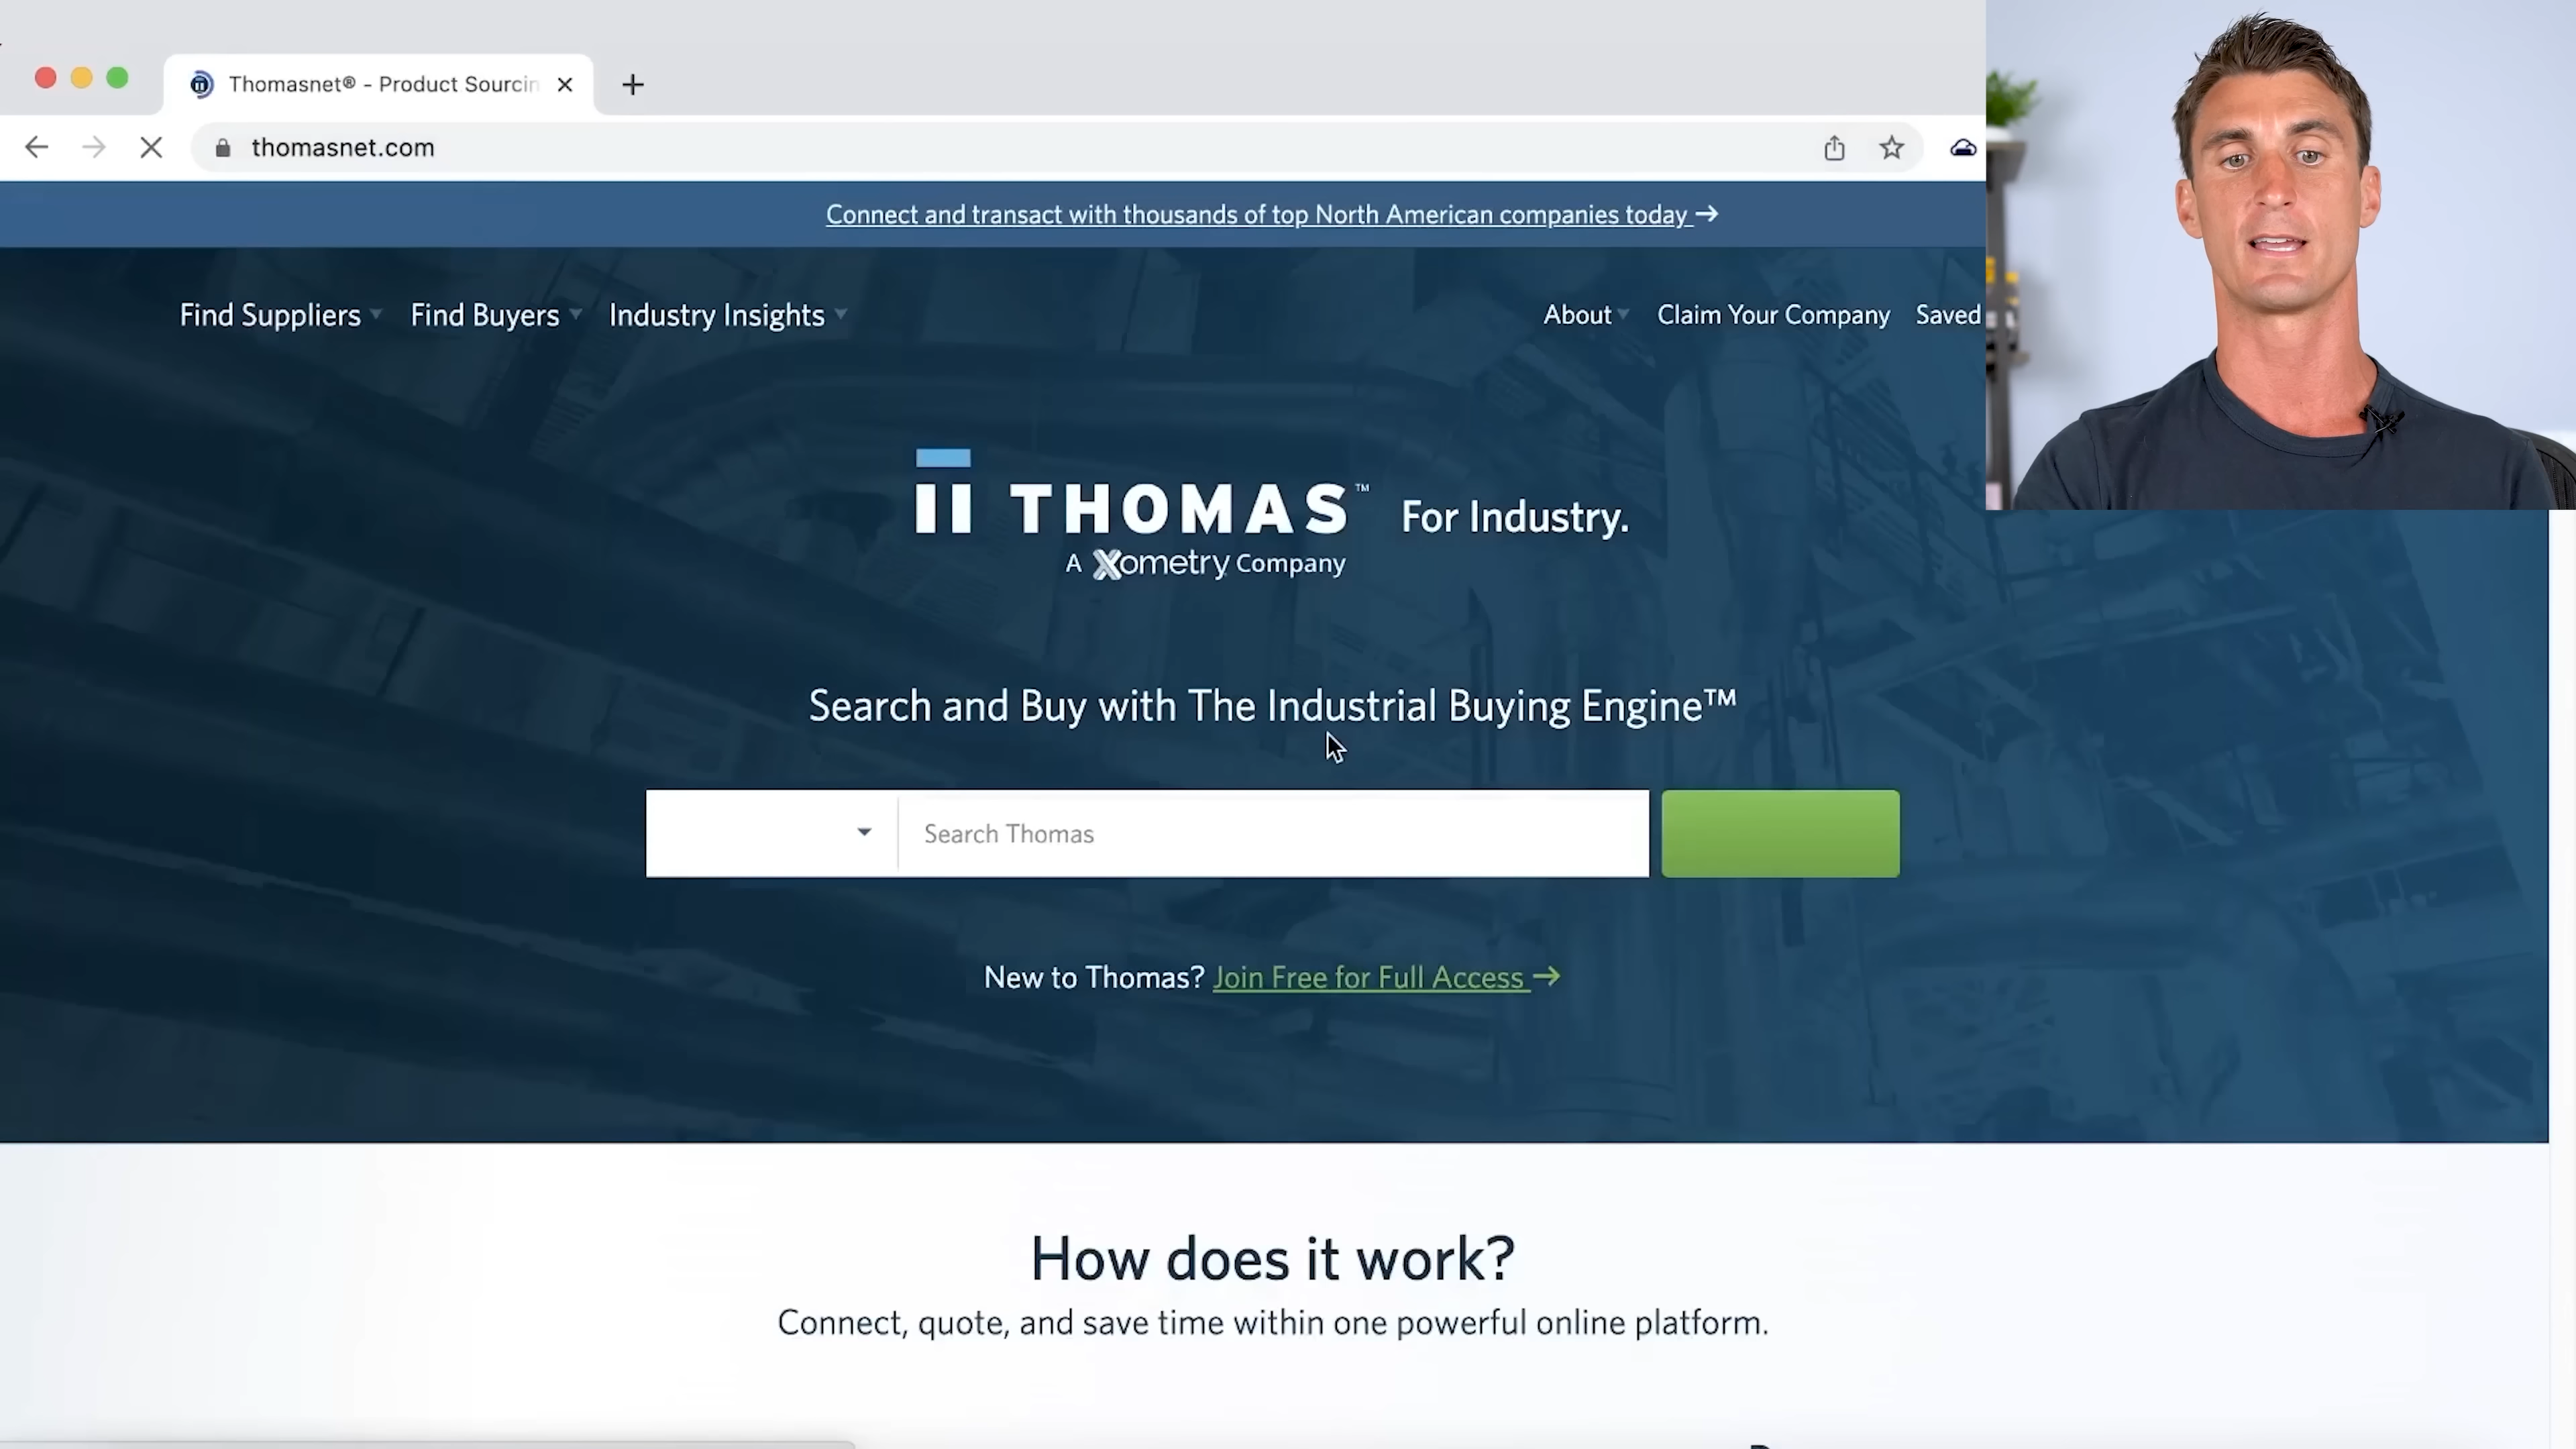 Thomasnet® - Product Sourcin
thomasnet.com
Connect and transact with thousands of top North American companies today →
Find Suppliers Find Buyers Industry Insights About Claim Your Company Saved
THOMAS™ For Industry.
A Xometry Company
Search and Buy with The Industrial Buying Engine™
Search Thomas
New to Thomas? Join Free for Full Access →
How does it work?
Connect, quote, and save time within one powerful online platform.